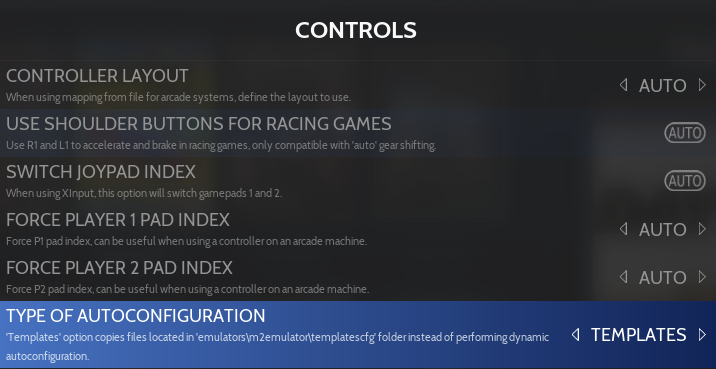 CONTROLS
CONTROLLER LAYOUT
When using mapping from file for arcade systems, define the layout to use.
AUTO
USE SHOULDER BUTTONS FOR RACING GAMES
Use R1 and L1 to accelerate and brake in racing games, only compatible with 'auto' gear shifting.
AUTO
SWITCH JOYPAD INDEX
When using XInput, this option will switch gamepads 1 and 2.
AUTO
FORCE PLAYER 1 PAD INDEX
Force P1 pad index, can be useful when using a controller on an arcade machine.
AUTO
FORCE PLAYER 2 PAD INDEX
Force P2 pad index, can be useful when using a controller on an arcade machine.
AUTO
TYPE OF AUTOCONFIGURATION
'Templates' option copies files located in 'emulators\m2emulator\templatescfg' folder instead of performing dynamic
autoconfiguration.
TEMPLATES